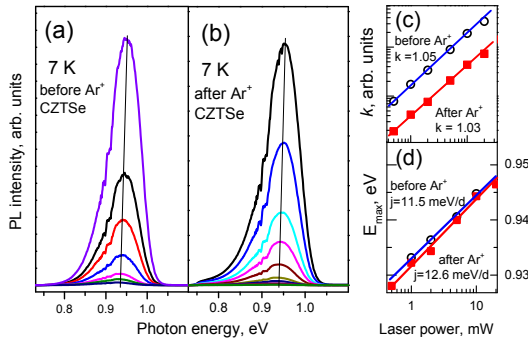 (a)
7 K
before Ar⁺
CZTSe
PL intensity, arb. units
0.8 0.9 1.0
(b)
7 K
after Ar⁺
CZTSe
0.8 0.9 1.0
Photon energy, eV
(c)
before Ar⁺
k =1.05
After Ar⁺
k = 1.03
k, arb. units
(d)
before Ar⁺
j=11.5 meV/d
after Ar⁺
j=12.6 meV/d
E_max, eV
0.95
0.94
0.93
1 10
Laser power, mW